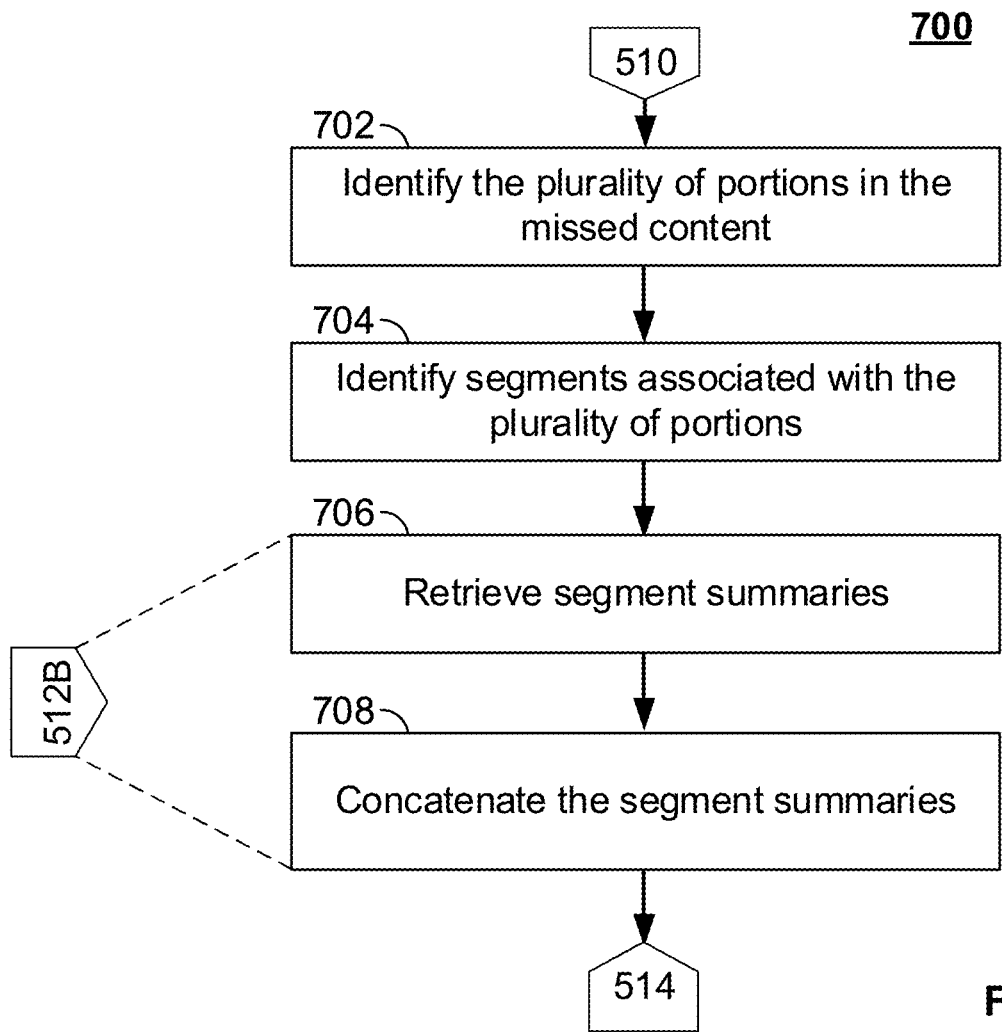 700
510
702
Identify the plurality of portions in the
missed content
704
Identify segments associated with the
plurality of portions
706
Retrieve segment summaries
512B
708
Concatenate the segment summaries
514
F